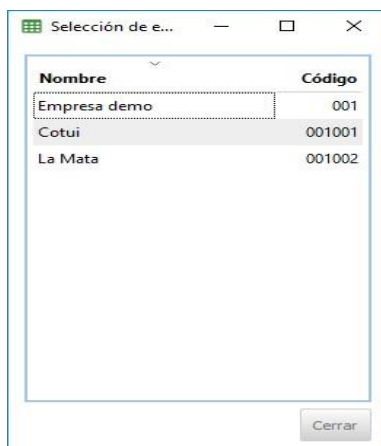 Selección de e...
Nombre Código
Empresa demo 001
Cotui 001001
La Mata 001002
Cerrar